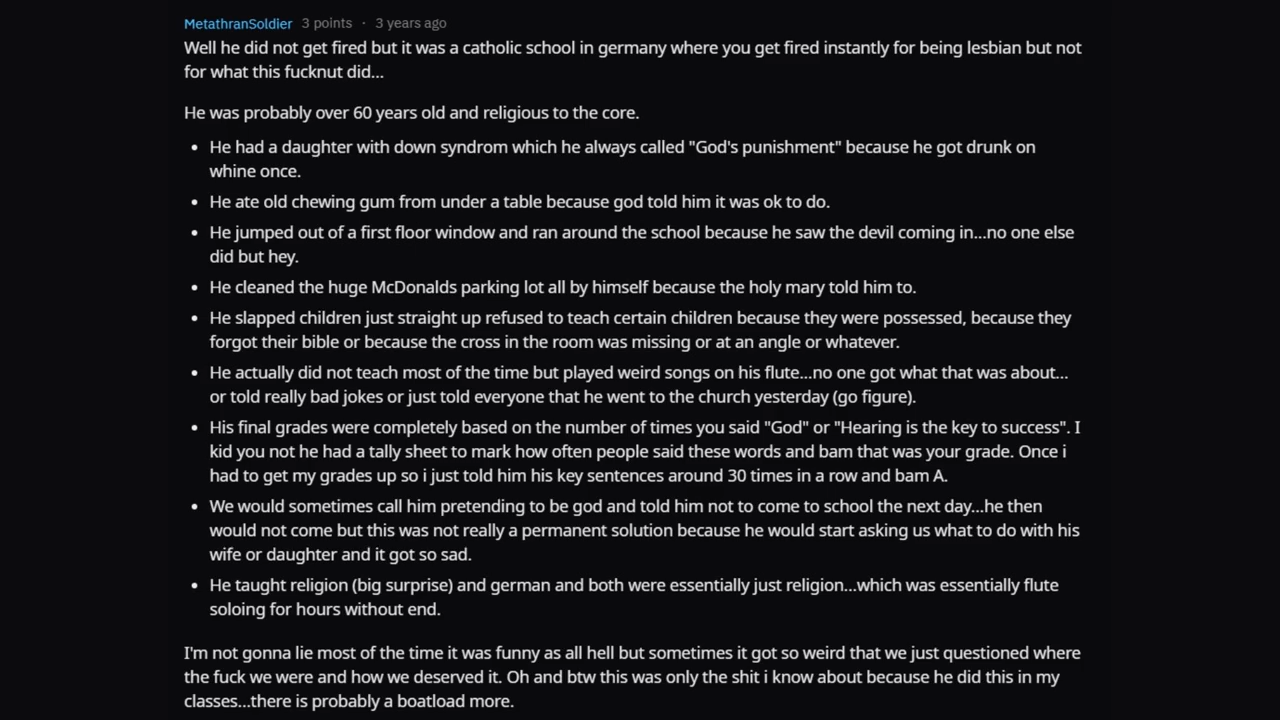 MetathranSoldier 3 points · 3 years ago
Well he did not get fired but it was a catholic school in germany where you get fired instantly for being lesbian but not
for what this fucknut did...
He was probably over 60 years old and religious to the core.
• He had a daughter with down syndrom which he always called "God's punishment" because he got drunk on
whine once.
• He ate old chewing gum from under a table because god told him it was ok to do.
• He jumped out of a first floor window and ran around the school because he saw the devil coming in...no one else
did but hey.
• He cleaned the huge McDonalds parking lot all by himself because the holy mary told him to.
• He slapped children just straight up refused to teach certain children because they were possessed, because they
forgot their bible or because the cross in the room was missing or at an angle or whatever.
• He actually did not teach most of the time but played weird songs on his flute...no one got what that was about...
or told really bad jokes or just told everyone that he went to the church yesterday (go figure).
• His final grades were completely based on the number of times you said "God" or "Hearing is the key to success". I
kid you not he had a tally sheet to mark how often people said these words and bam that was your grade. Once i
had to get my grades up so i just told him his key sentences around 30 times in a row and bam A.
• We would sometimes call him pretending to be god and told him not to come to school the next day...he then
would not come but this was not really a permanent solution because he would start asking us what to do with his
wife or daughter and it got so sad.
• He taught religion (big surprise) and german and both were essentially just religion...which was essentially flute
soloing for hours without end.
I'm not gonna lie most of the time it was funny as all hell but sometimes it got so weird that we just questioned where
the fuck we were and how we deserved it. Oh and btw this was only the shit i know about because he did this in my
classes...there is probably a boatload more.